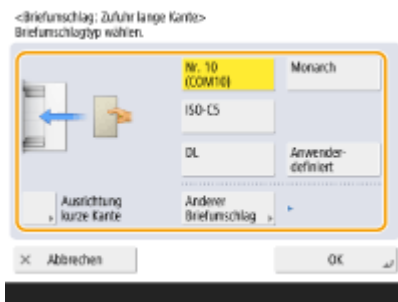 <Briefumschlag: Zufuhr lange Kante>
Briefumschlagtyp wählen.
Nr. 10
(COM10)
Monarch
ISO-C5
DL
Anwender-
definiert
Ausrichtung
kurze Kante
Anderer
Briefumschlag
× Abbrechen
OK